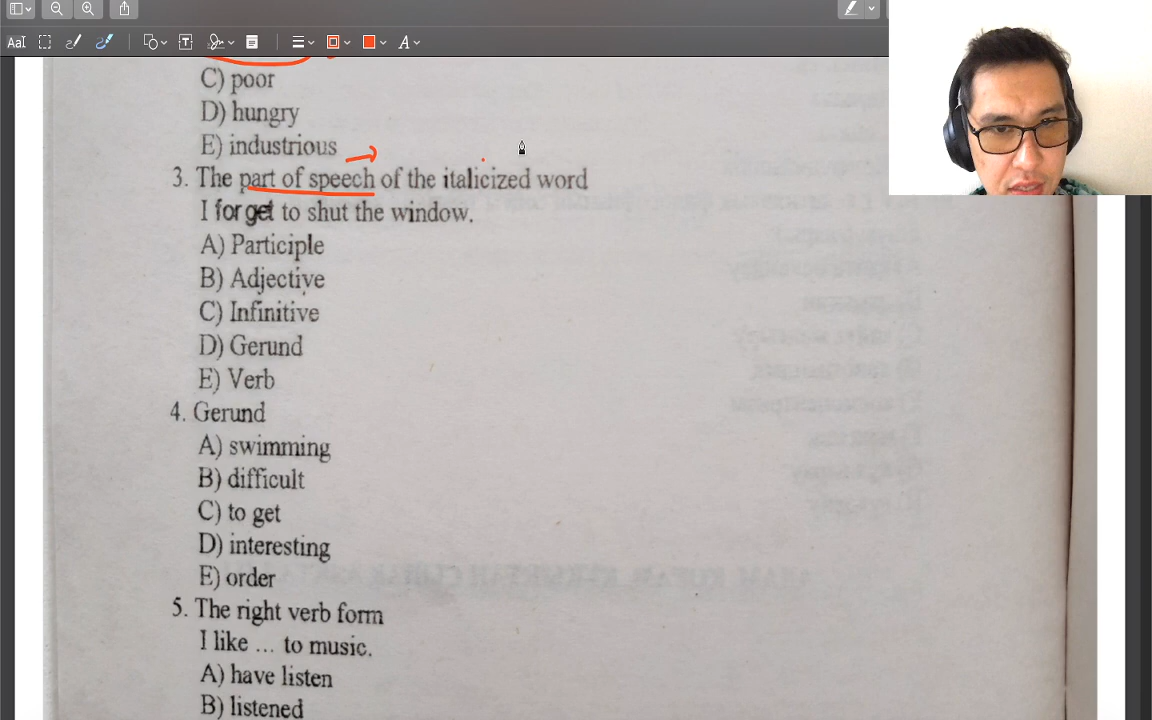 C) poor
D) hungry
E) industrious
3. The part of speech of the italicized word
I forget to shut the window.
A) Participle
B) Adjective
C) Infinitive
D) Gerund
E) Verb
4. Gerund
A) swimming
B) difficult
C) to get
D) interesting
E) order
5. The right verb form
I like ... to music.
A) have listen
B) listened